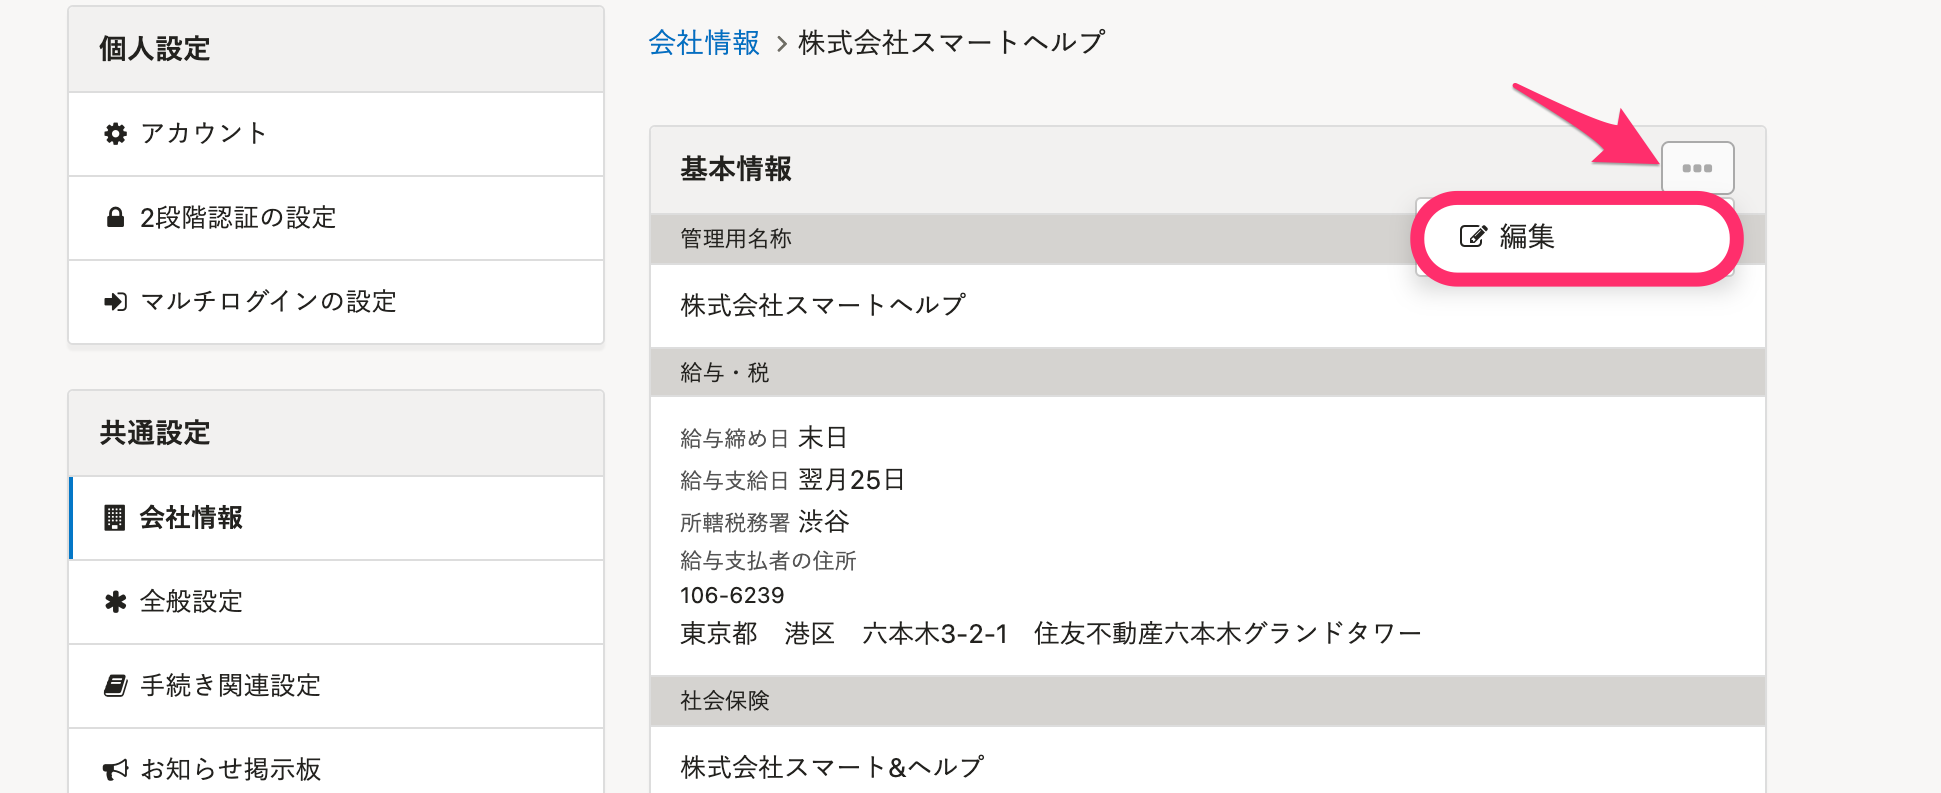 個人設定
アカウント
2段階認証の設定
マルチログインの設定
共通設定
会社情報
全般設定
手続き関連設定
お知らせ掲示板
会社情報 > 株式会社スマートヘルプ
基本情報
編集
管理用名称
株式会社スマートヘルプ
給与・税
給与締め日 末日
給与支給日 翌月25日
所轄税務署 渋谷
給与支払者の住所
106-6239
東京都　港区　六本木3-2-1　住友不動産六本木グランドタワー
社会保険
株式会社スマート&ヘルプ